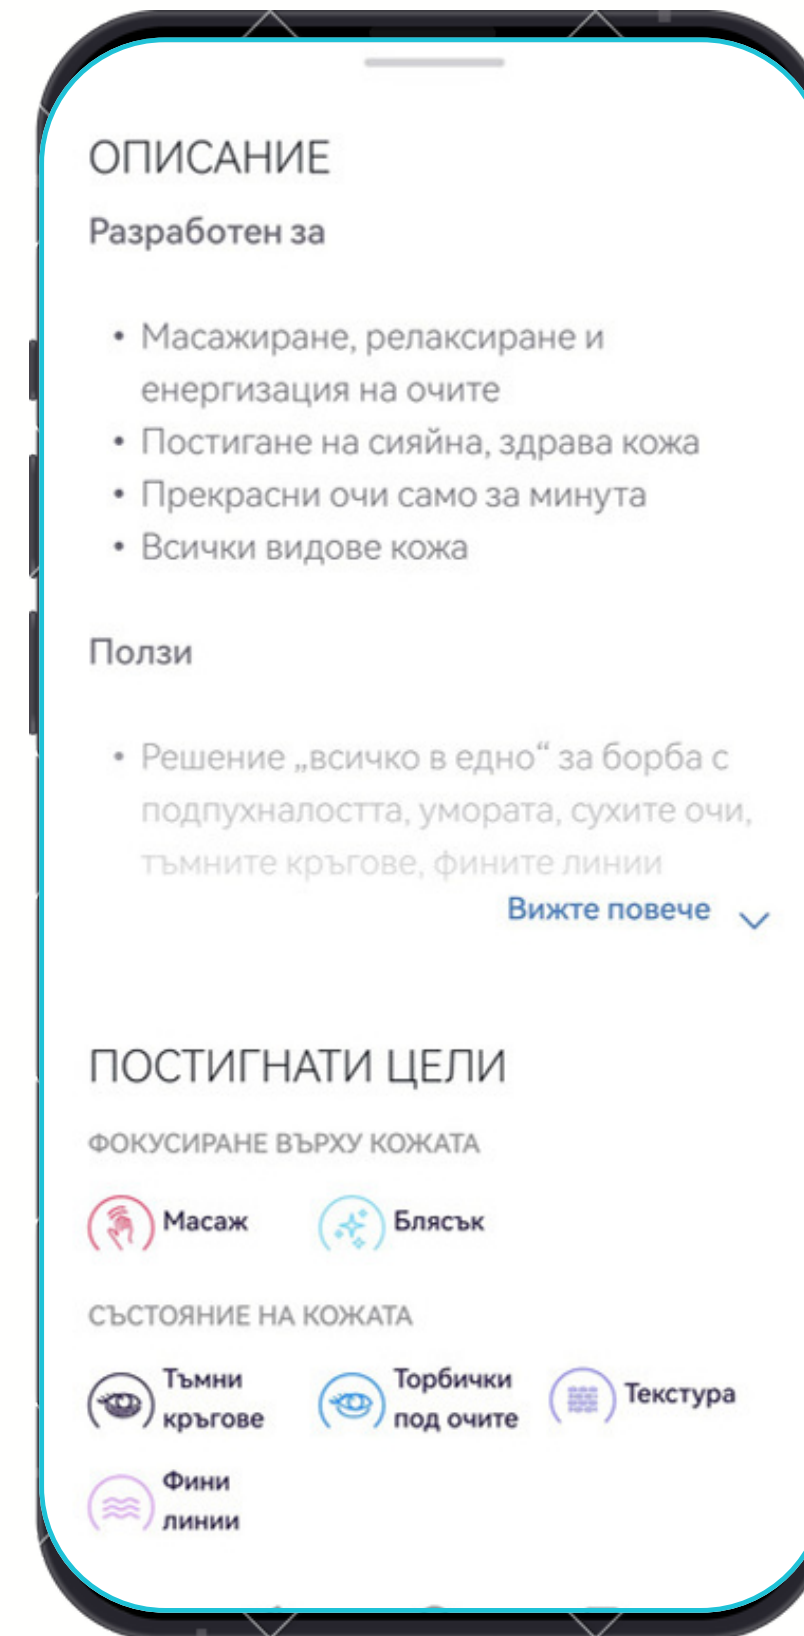 ОПИСАНИЕ
Разработен за
• Масажиране, релаксиране и
енергизация на очите
• Постигане на сияйна, здрава кожа
• Прекрасни очи само за минута
• Всички видове кожа
Ползи
• Решение „всичко в едно“ за борба с
подпухналостта, умората, сухите очи,
тъмните кръгове, фините линии
Вижте повече
ПОСТИГНАТИ ЦЕЛИ
ФОКУСИРАНЕ ВЪРХУ КОЖАТА
Масаж
Блясък
СЪСТОЯНИЕ НА КОЖАТА
Тъмни
кръгове
Торбички
под очите
Текстура
Фини
линии